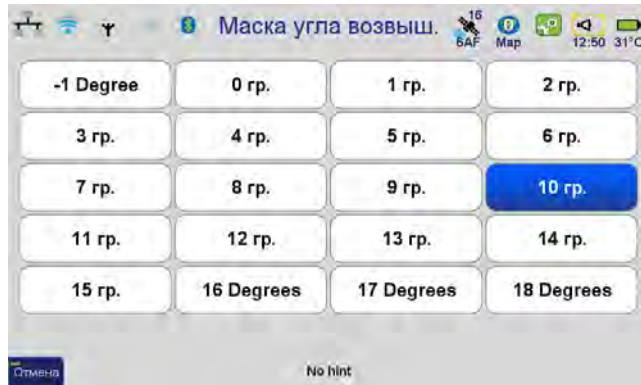 Маска угла возвыш.
16
6AF
Map
12:50 31°C
-1 Degree 0 гр. 1 гр. 2 гр.
3 гр. 4 гр. 5 гр. 6 гр.
7 гр. 8 гр. 9 гр. 10 гр.
11 гр. 12 гр. 13 гр. 14 гр.
15 гр. 16 Degrees 17 Degrees 18 Degrees
Отмена No hint